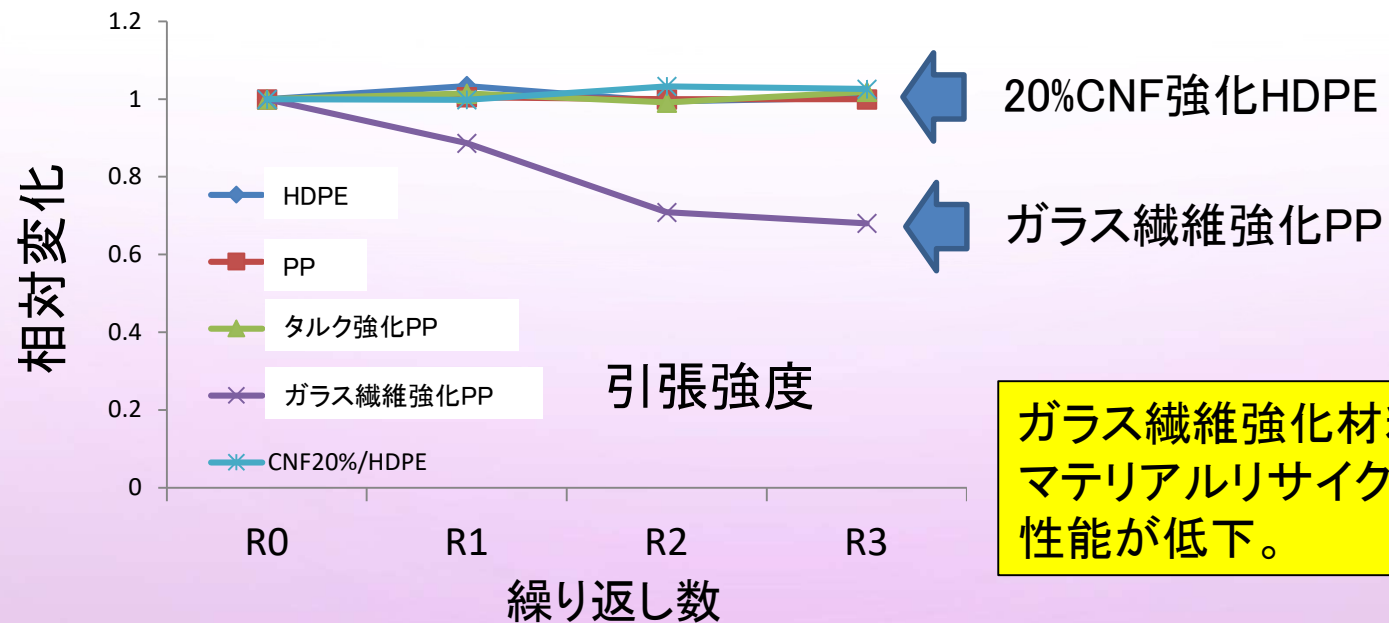 1.2
1
0.8
0.6
0.4
0.2
0
相対変化
HDPE
PP
タルク強化PP
ガラス繊維強化PP
CNF20%/HDPE
引張強度
R0 R1 R2 R3
繰り返し数
20%CNF強化HDPE
ガラス繊維強化PP
ガラス繊維強化材
マテリアルリサイク
性能が低下。